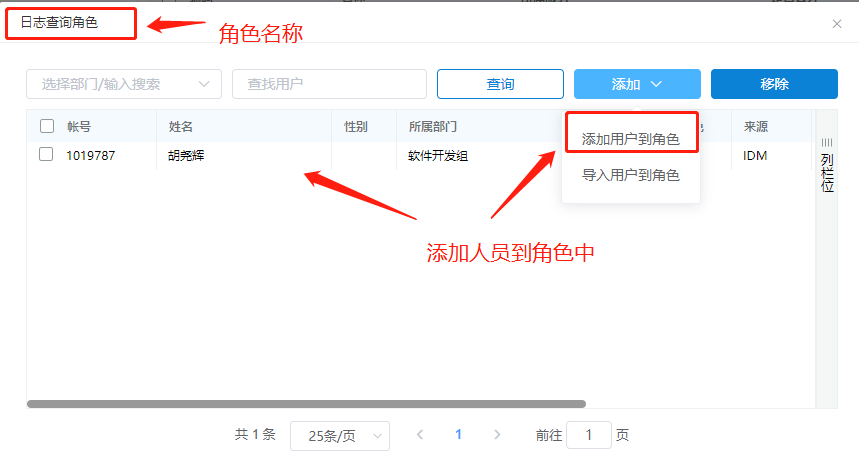 日志查询角色
角色名称
选择部门/输入搜索 查找用户 查询 添加 移除
帐号 姓名 性别 所属部门 来源
添加用户到角色
1019787 胡尧辉 软件开发组 IDM
导入用户到角色
列栏位
添加人员到角色中
共 1 条 25条/页 1 前往 1 页